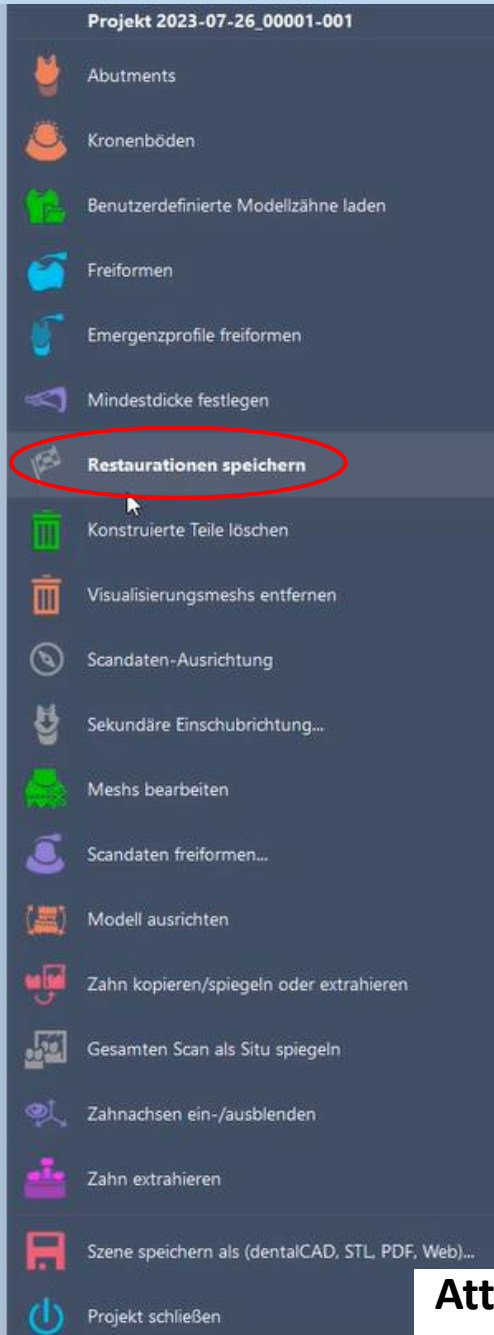 Projekt 2023-07-26_00001-001
Abutments
Kronenböden
Benutzerdefinierte Modellzähne laden
Freiformen
Emergenzprofile freiformen
Mindestdicke festlegen
Restaurationen speichern
Konstruierte Teile löschen
Visualisierungsmeshs entfernen
Scandaten-Ausrichtung
Sekundäre Einschubrichtung...
Meshs bearbeiten
Scandaten freiformen...
Modell ausrichten
Zahn kopieren/spiegeln oder extrahieren
Gesamten Scan als Situ spiegeln
Zahnachsen ein-/ausblenden
Zahn extrahieren
Szene speichern als (dentalCAD, STL, PDF, Web)...
Att
Projekt schließen